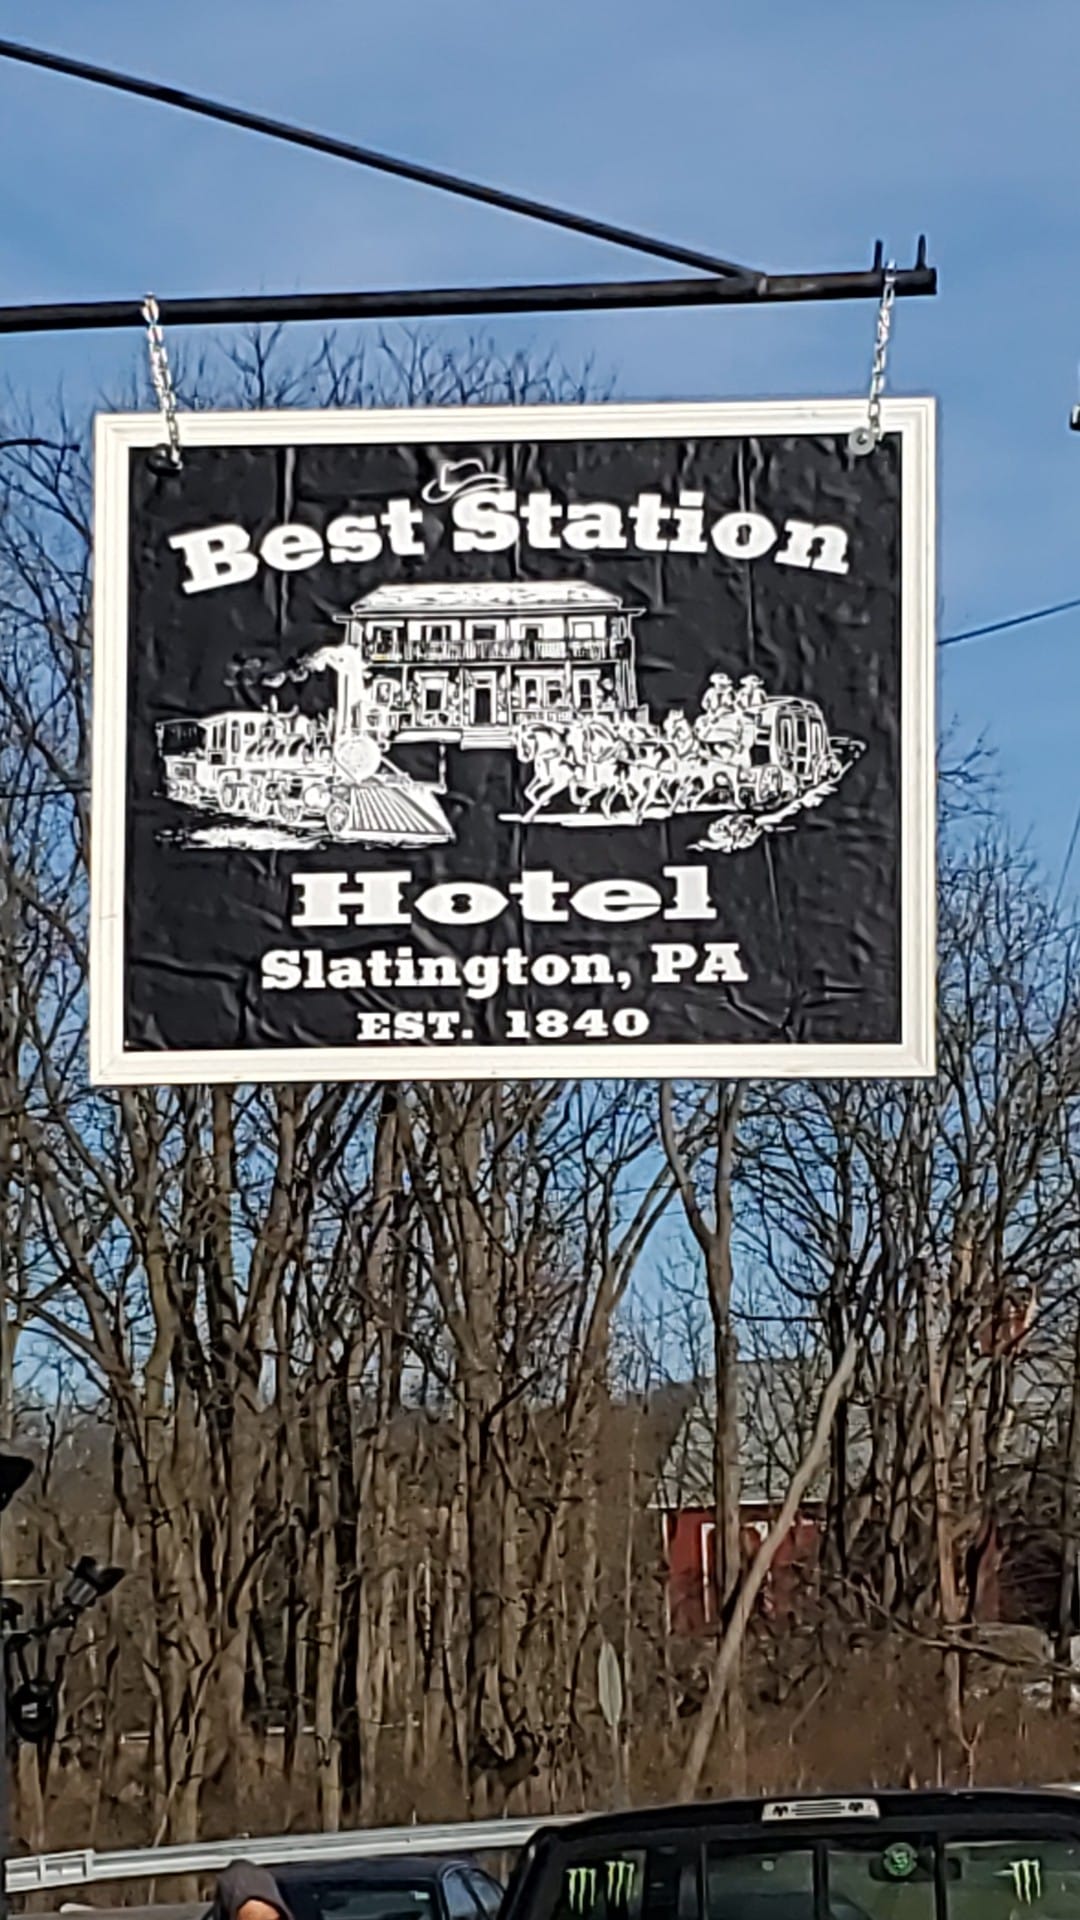 Best Station
Hotel
Slatington, PA
EST. 1840